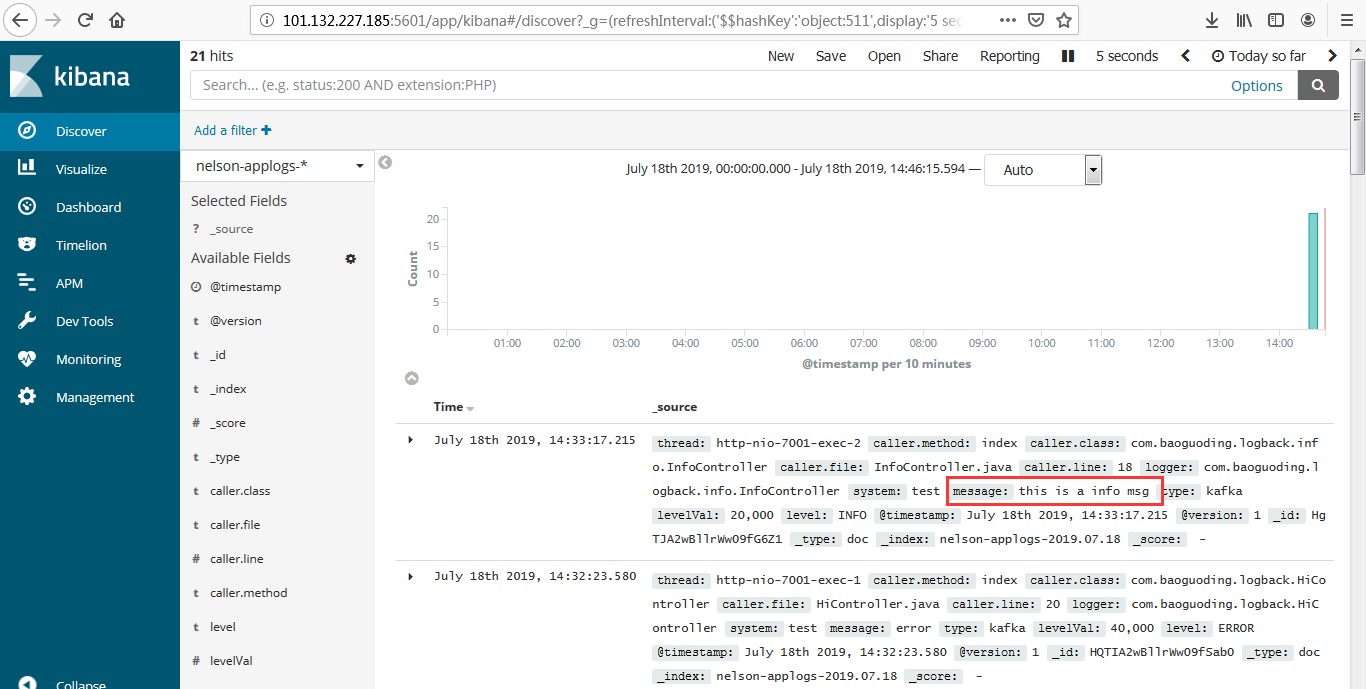 101.132.227.185:5601/app/kibana#/discover?_g=(refreshInterval:('$$hashKey':'object:511',display:'5 sec
kibana
Discover
Visualize
Dashboard
Timelion
APM
Dev Tools
Monitoring
Management
Collapse
21 hits
New Save Open Share Reporting 5 seconds Today so far
Search... (e.g. status:200 AND extension:PHP)
Options
Add a filter
nelson-applogs-*
Selected Fields
? _source
Available Fields
@timestamp
t @version
t _id
t _index
# _score
t _type
t caller.class
t caller.file
# caller.line
t caller.method
t level
# levelVal
July 18th 2019, 00:00:00.000 - July 18th 2019, 14:46:15.594 — Auto
Count
20
15
10
5
0
01:00 02:00 03:00 04:00 05:00 06:00 07:00 08:00 09:00 10:00 11:00 12:00 13:00 14:00
@timestamp per 10 minutes
Time _source
July 18th 2019, 14:33:17.215
thread: http-nio-7001-exec-2 caller.method: index caller.class: com.baoguoding.logback.inf
o.InfoController caller.file: InfoController.java caller.line: 18 logger: com.baoguoding.l
ogback.info.InfoController system: test message: this is a info msg type: kafka
levelVal: 20,000 level: INFO @timestamp: July 18th 2019, 14:33:17.215 @version: 1 _id: Hg
TJA2wBllrWwO9fG6Z1 _type: doc _index: nelson-applogs-2019.07.18 _score: -
July 18th 2019, 14:32:23.580
thread: http-nio-7001-exec-1 caller.method: index caller.class: com.baoguoding.logback.HiCo
ntroller caller.file: HiController.java caller.line: 20 logger: com.baoguoding.logback.HiC
ontroller system: test message: error type: kafka levelVal: 40,000 level: ERROR
@timestamp: July 18th 2019, 14:32:23.580 @version: 1 _id: HQTIA2wBllrWwO9fSab0 _type: doc
_index: nelson-applogs-2019.07.18 _score: -